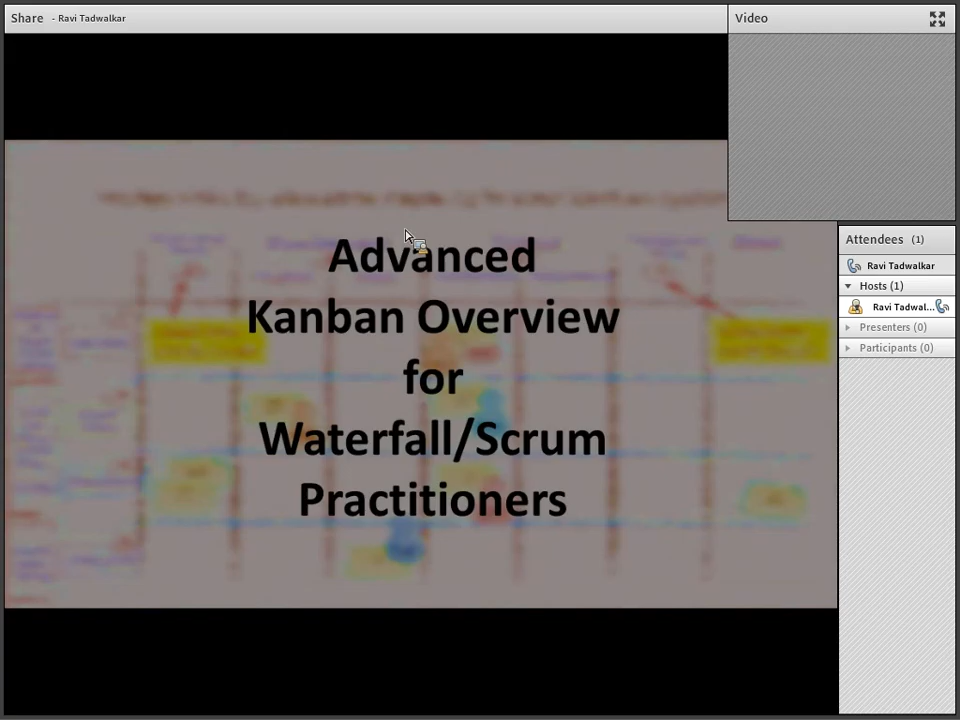 Share - Ravi Tadwalkar
Video
Advanced
Kanban Overview
for
Waterfall/Scrum
Practitioners
Attendees (1)
Ravi Tadwalkar
Hosts (1)
Ravi Tadwal...
Presenters (0)
Participants (0)